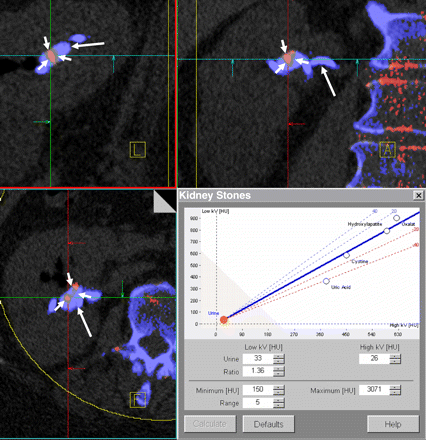 L
A
F
Kidney Stones
Low kV [HU]
900
800
700
600
500
400
300
200
100
0
40
20
Hydroxylapatite
Oxalat
Cystine
Uric Acid
Urine
High kV [HU]
0
90
180
270
360
450
540
630
Low kV [HU] High kV [HU]
Urine 33 26
Ratio 1.36
Minimum [HU] 150 Maximum [HU] 3071
Range 5
Calculate Defaults Help